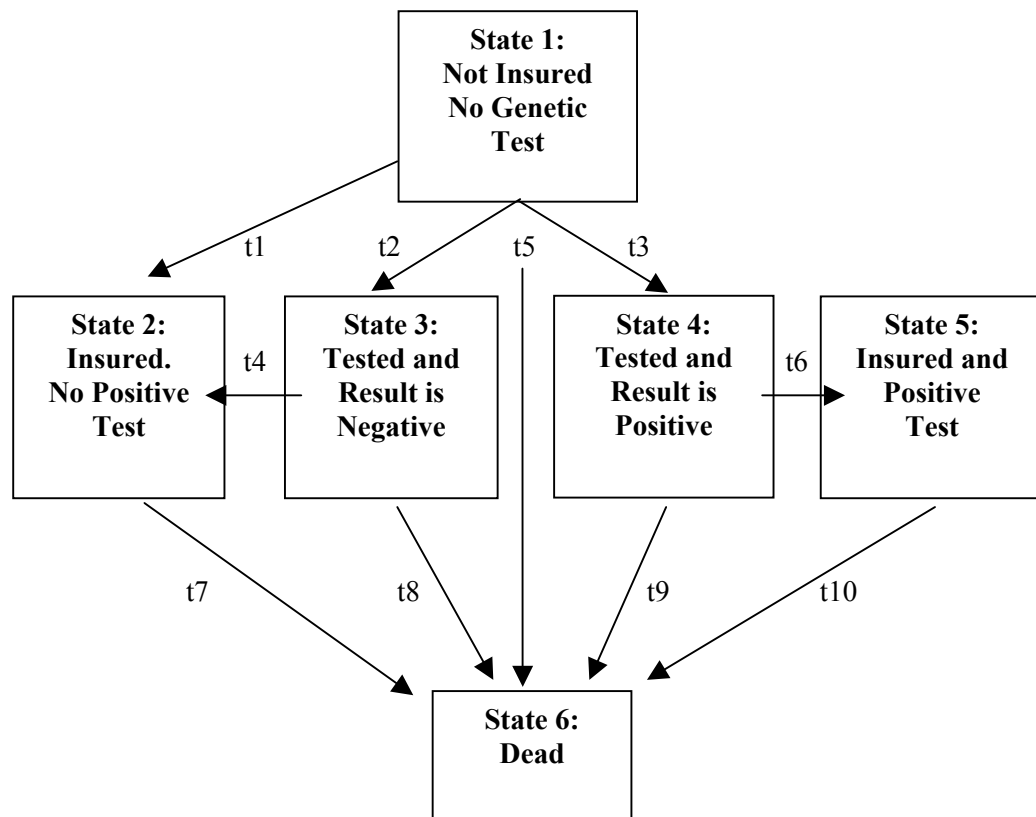 State 1:
Not Insured
No Genetic
Test
t1
t2
t5
t3
State 2:
Insured.
No Positive
Test
t4
State 3:
Tested and
Result is
Negative
State 4:
Tested and
Result is
Positive
t6
State 5:
Insured and
Positive
Test
t7
t8
t9
t10
State 6:
Dead